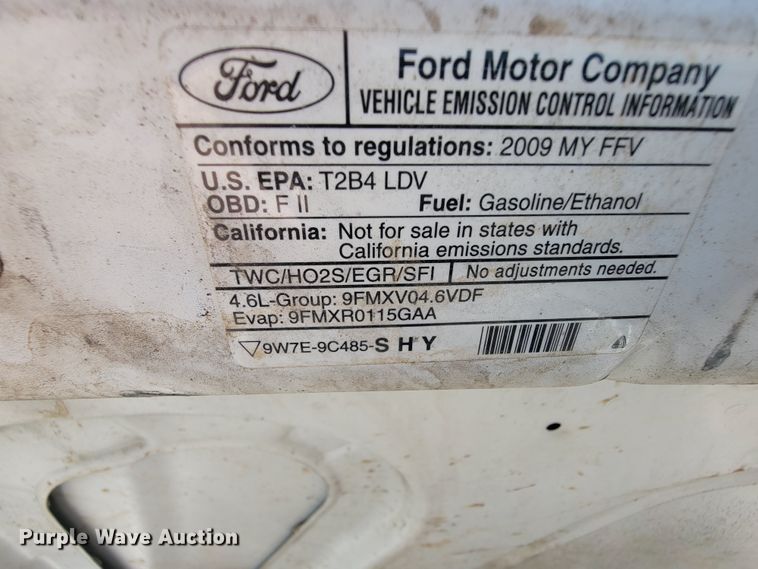 Ford
Ford Motor Company
VEHICLE EMISSION CONTROL INFORMATION
Conforms to regulations: 2009 MY FFV
U.S. EPA: T2B4 LDV
OBD: F II Fuel: Gasoline/Ethanol
California: Not for sale in states with
California emissions standards.
TWC/HO2S/EGR/SFI No adjustments needed.
4.6L-Group: 9FMXV04.6VDF
Evap: 9FMXR0115GAA
9W7E-9C485-S H Y
Purple Wave Auction